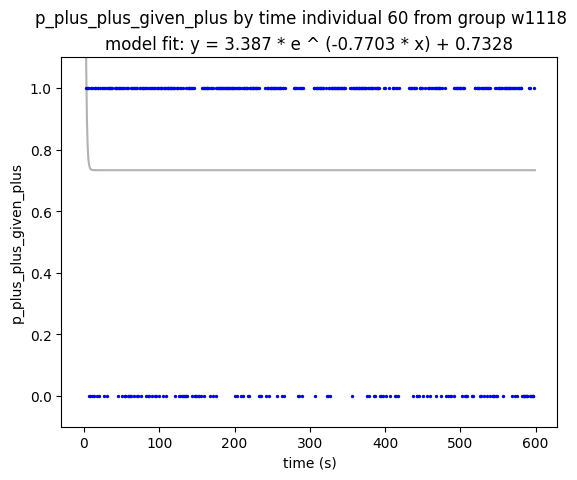 p_plus_plus_given_plus by time individual 60 from group w1118
model fit: y = 3.387 * e ^ (-0.7703 * x) + 0.7328
1.0
0.8
0.6
0.4
0.2
0.0
p_plus_plus_given_plus
0 100 200 300 400 500 600
time (s)